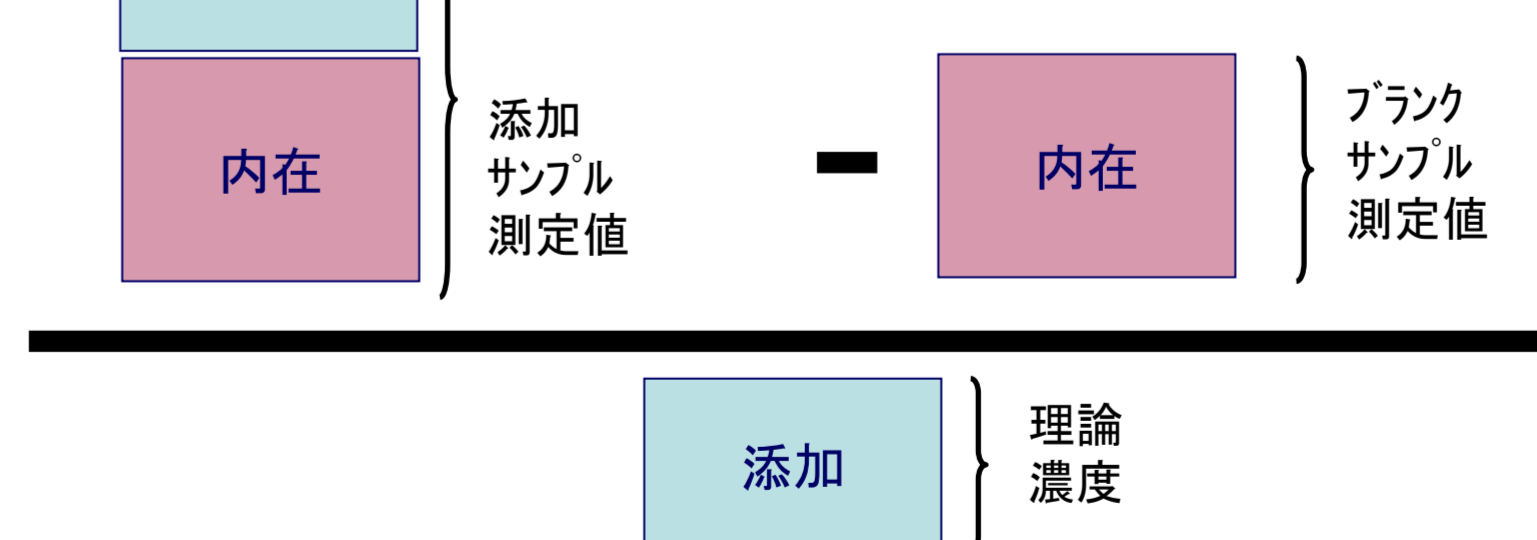 内在
添加
ｻﾝﾌﾟﾙ
測定値
内在
ﾌﾞﾗﾝｸ
ｻﾝﾌﾟﾙ
測定値
添加
理論
濃度